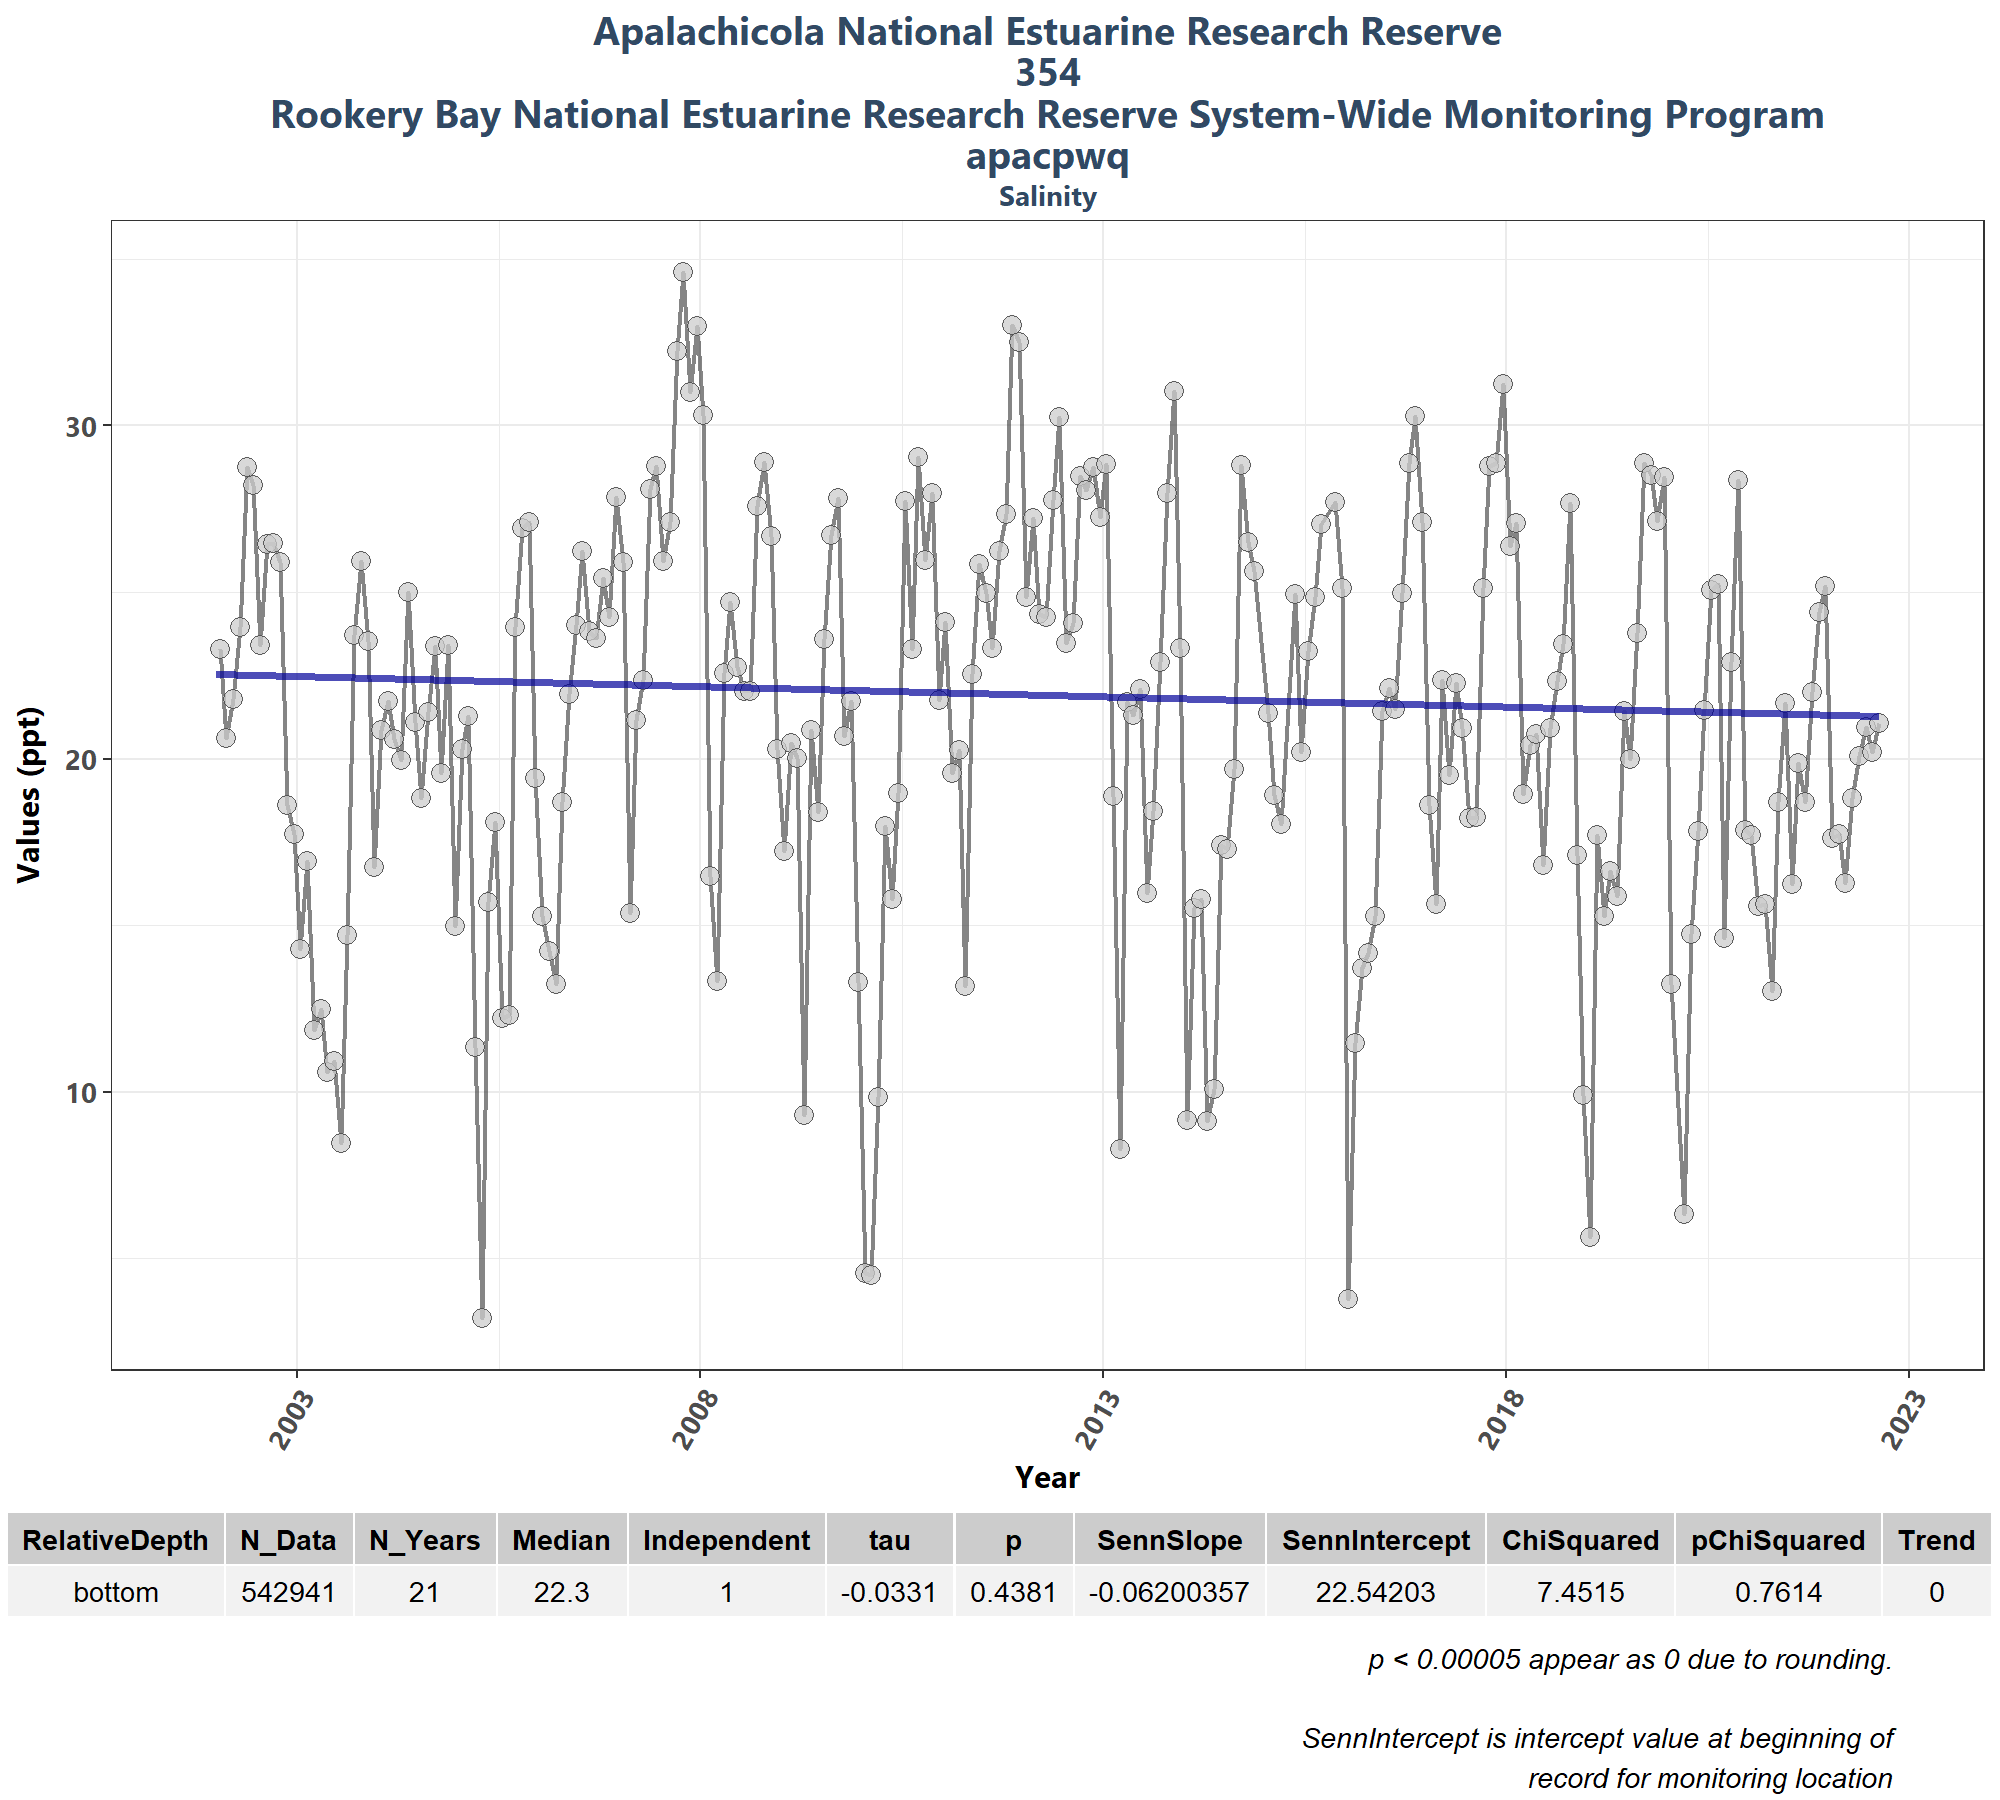 Apalachicola National Estuarine Research Reserve
354
Rookery Bay National Estuarine Research Reserve System-Wide Monitoring Program
apacpwq
Salinity
30
20
10
Values (ppt)
2003 2008 2013 2018 2023
Year
RelativeDepth N_Data N_Years Median Independent tau p SennSlope SennIntercept ChiSquared pChiSquared Trend
bottom 542941 21 22.3 1 -0.0331 0.4381 -0.06200357 22.54203 7.4515 0.7614 0
p < 0.00005 appear as 0 due to rounding.
SennIntercept is intercept value at beginning of
record for monitoring location